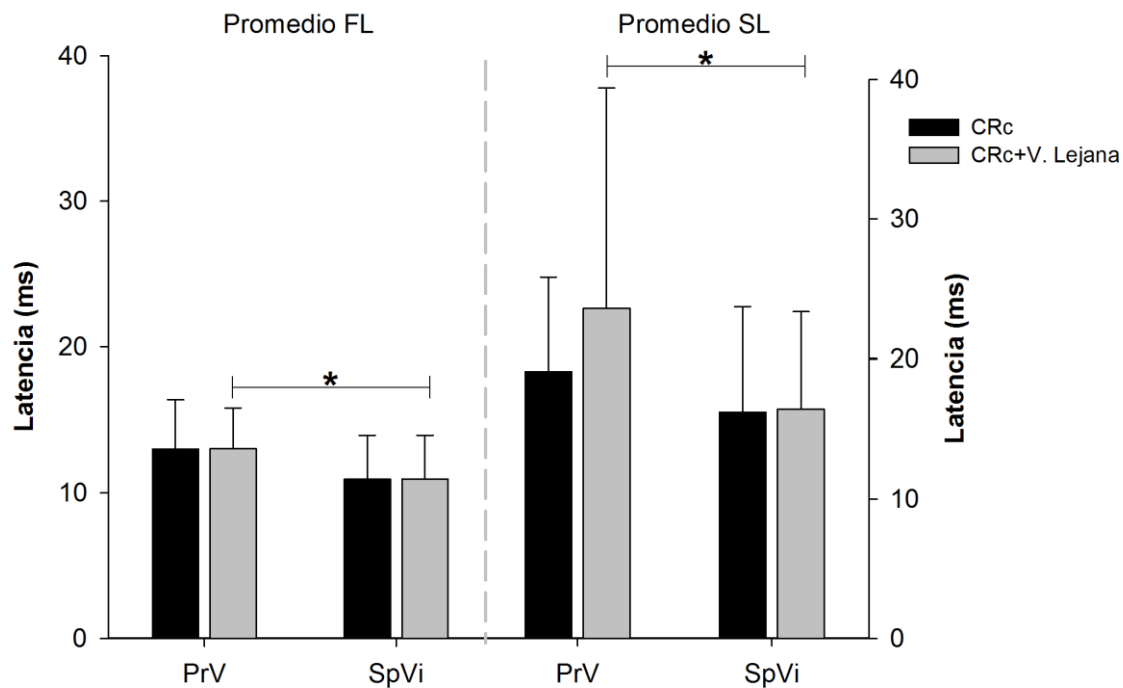 Promedio FL
Promedio SL
40
30
20
10
0
Latencia (ms)
*
*
40
30
20
10
0
Latencia (ms)
CRc
CRc+V. Lejana
PrV
SpVi
PrV
SpVi